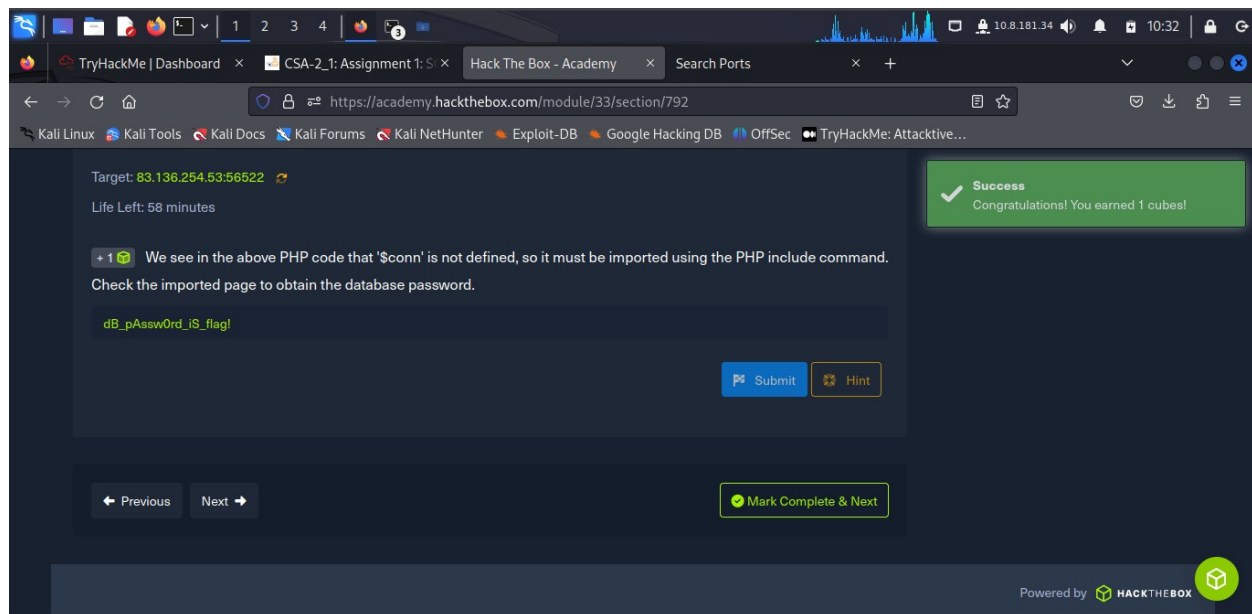 1 2 3 4
3
10.8.181.34
10:32
TryHackMe | Dashboard
CSA-2_1: Assignment 1: S
Hack The Box - Academy
Search Ports
https://academy.hackthebox.com/module/33/section/792
Kali Linux Kali Tools Kali Docs Kali Forums Kali NetHunter Exploit-DB Google Hacking DB OffSec TryHackMe: Attacktive...
Target: 83.136.254.53:56522
Life Left: 58 minutes
Success
Congratulations! You earned 1 cubes!
+ 1 We see in the above PHP code that '$conn' is not defined, so it must be imported using the PHP include command.
Check the imported page to obtain the database password.
dB_pAssw0rd_iS_flag!
Submit
Hint
Previous
Next
Mark Complete & Next
Powered by HACKTHEBOX